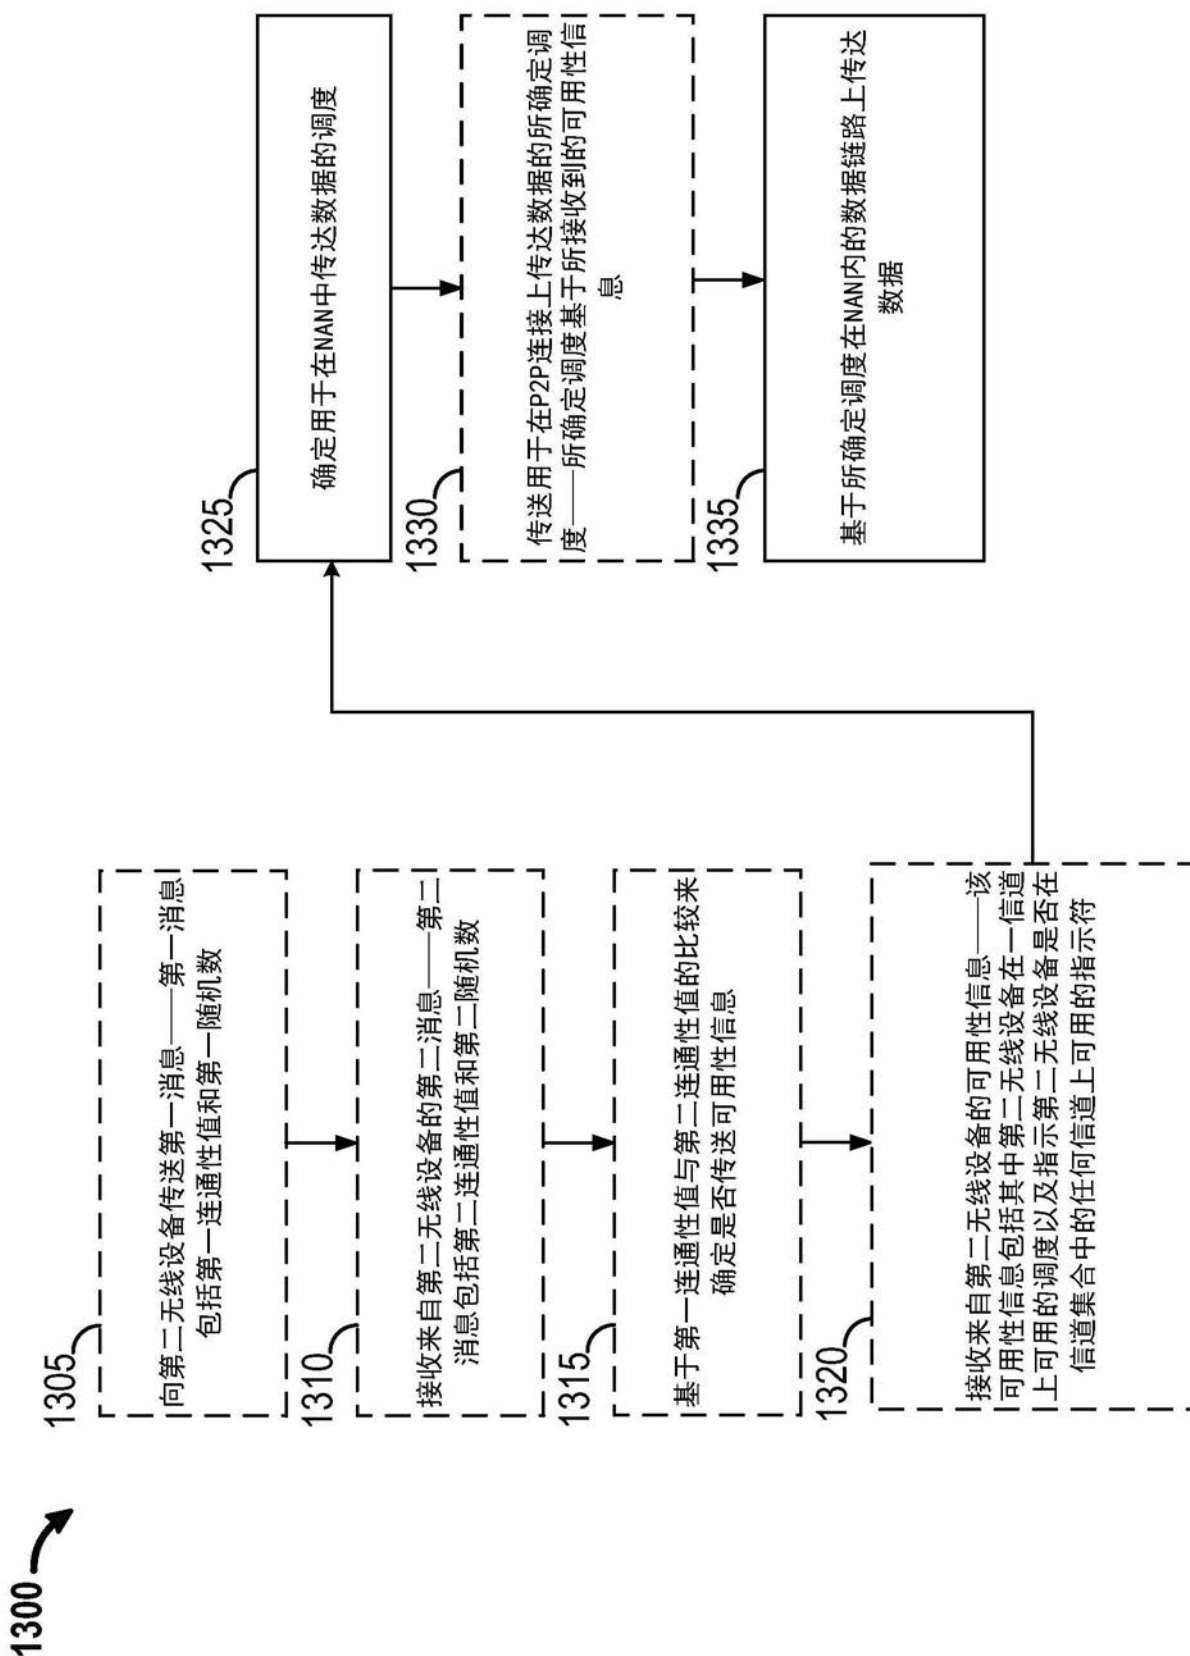 1300
1305
向第二无线设备传送第一消息——第一消息
包括第一连通性值和第一随机数
1310
接收来自第二无线设备的第二消息——第二
消息包括第二连通性值和第二随机数
1315
基于第一连通性值与第二连通性值的比较来
确定是否传送可用性信息
1320
接收来自第二无线设备的可用性信息——该
可用性信息包括其中第二无线设备在一信道
上可用的调度以及指示第二无线设备是否在
信道集合中的任何信道上可用的指示符
1325
确定用于在NAN中传达数据的调度
1330
传送用于在P2P连接上传达数据的所确定调
度——所确定调度基于所接收到的可用性信
息
1335
基于所确定调度在NAN内的数据链路上传达
数据